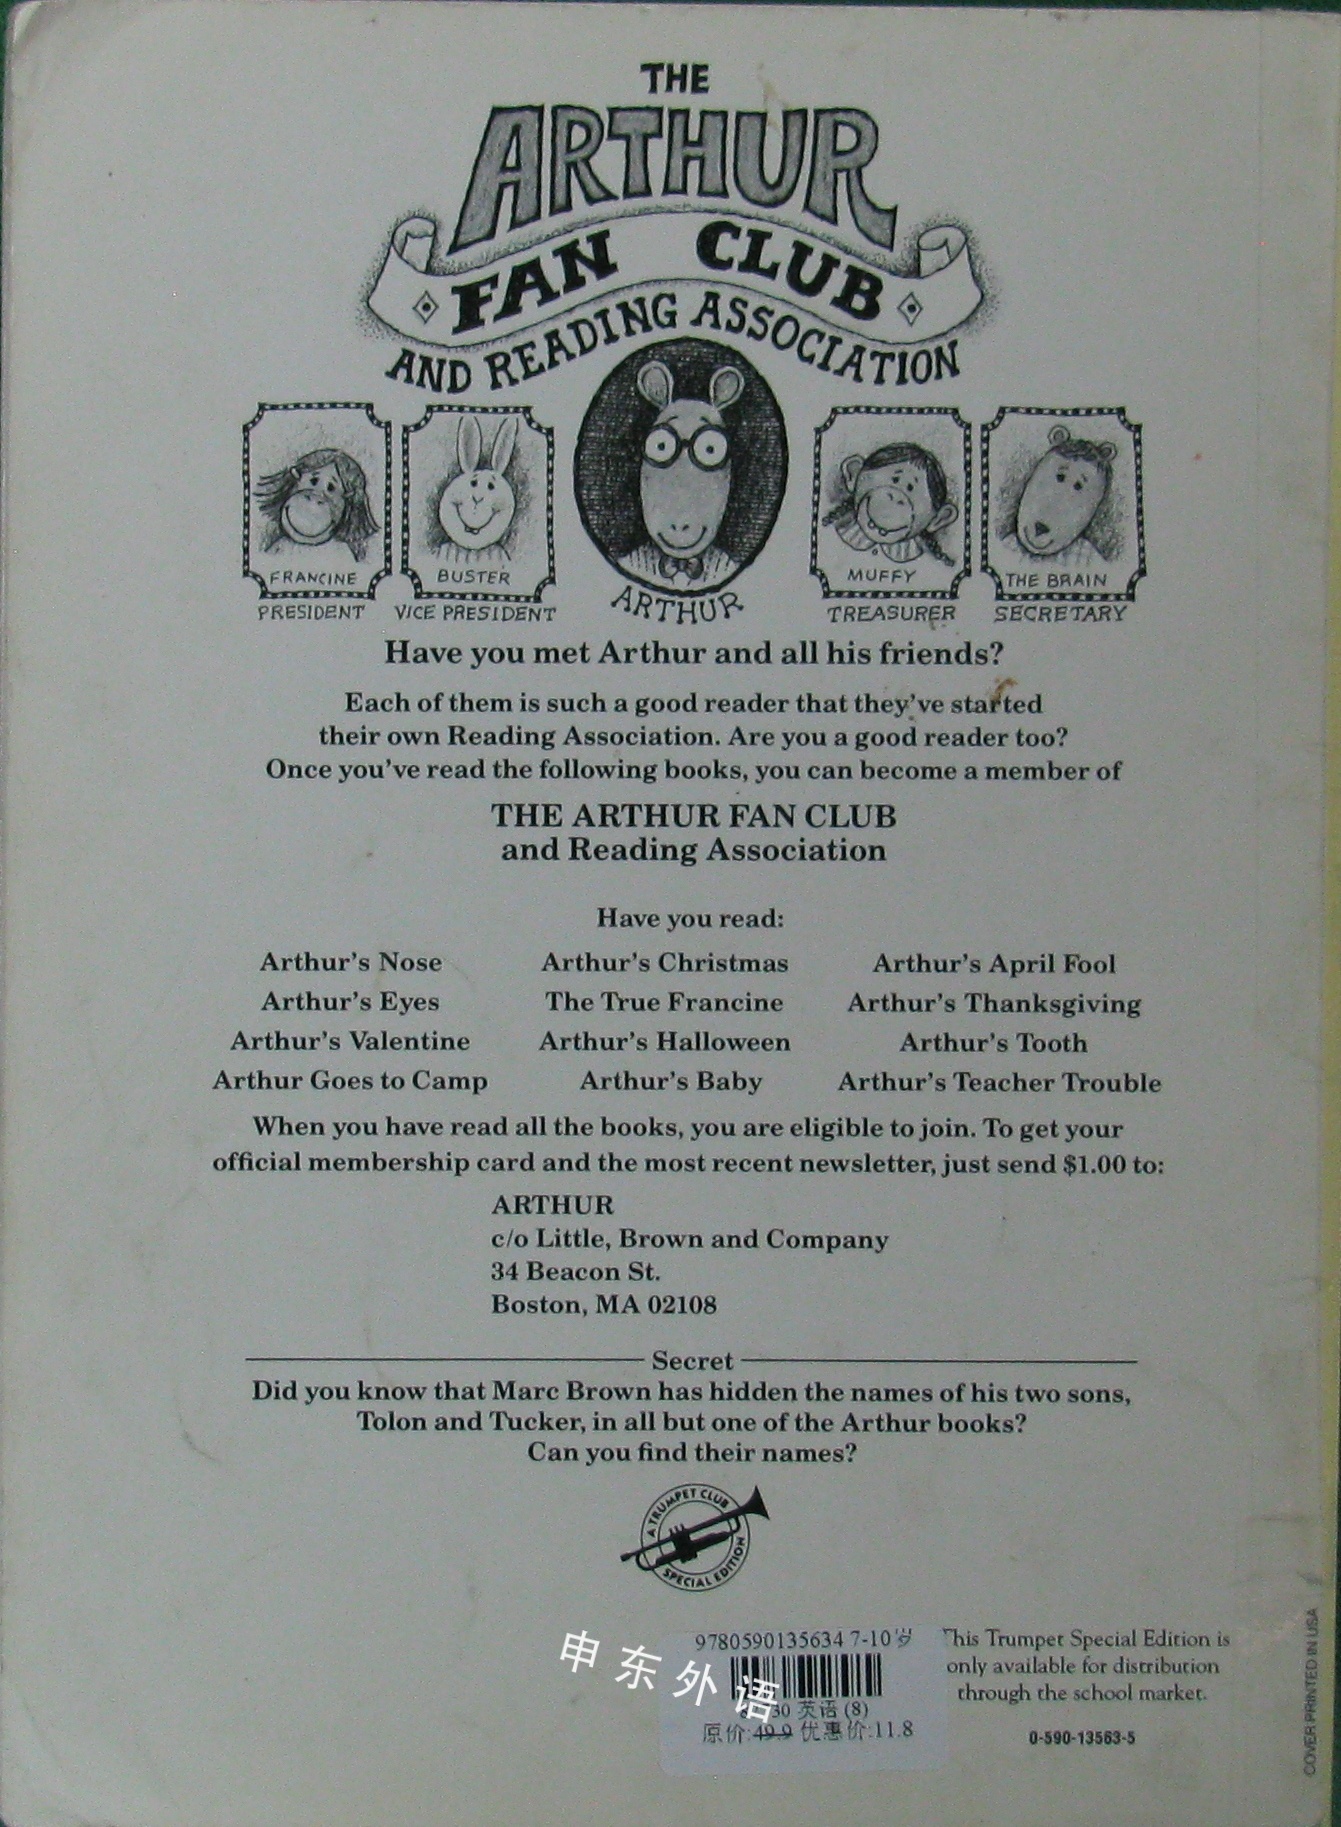 THE
ARTHUR
FAN CLUB
AND READING ASSOCIATION
FRANCINE
PRESIDENT
BUSTER
VICE PRESIDENT
ARTHUR
MUFFY
TREASURER
THE BRAIN
SECRETARY
Have you met Arthur and all his friends?
Each of them is such a good reader that they've started
their own Reading Association. Are you a good reader too?
Once you've read the following books, you can become a member of
THE ARTHUR FAN CLUB
and Reading Association
Have you read:
Arthur's Nose Arthur's Christmas Arthur's April Fool
Arthur's Eyes The True Francine Arthur's Thanksgiving
Arthur's Valentine Arthur's Halloween Arthur's Tooth
Arthur Goes to Camp Arthur's Baby Arthur's Teacher Trouble
When you have read all the books, you are eligible to join. To get your
official membership card and the most recent newsletter, just send $1.00 to:
ARTHUR
c/o Little, Brown and Company
34 Beacon St.
Boston, MA 02108
Secret
Did you know that Marc Brown has hidden the names of his two sons,
Tolon and Tucker, in all but one of the Arthur books?
Can you find their names?
A TRUMPET CLUB
SPECIAL EDITION
9780590135634 7-10岁
英语 (8)
原价:49.9 优惠价:11.8
申东外语
This Trumpet Special Edition is
only available for distribution
through the school market.
0-590-13563-5
COVER PRINTED IN USA